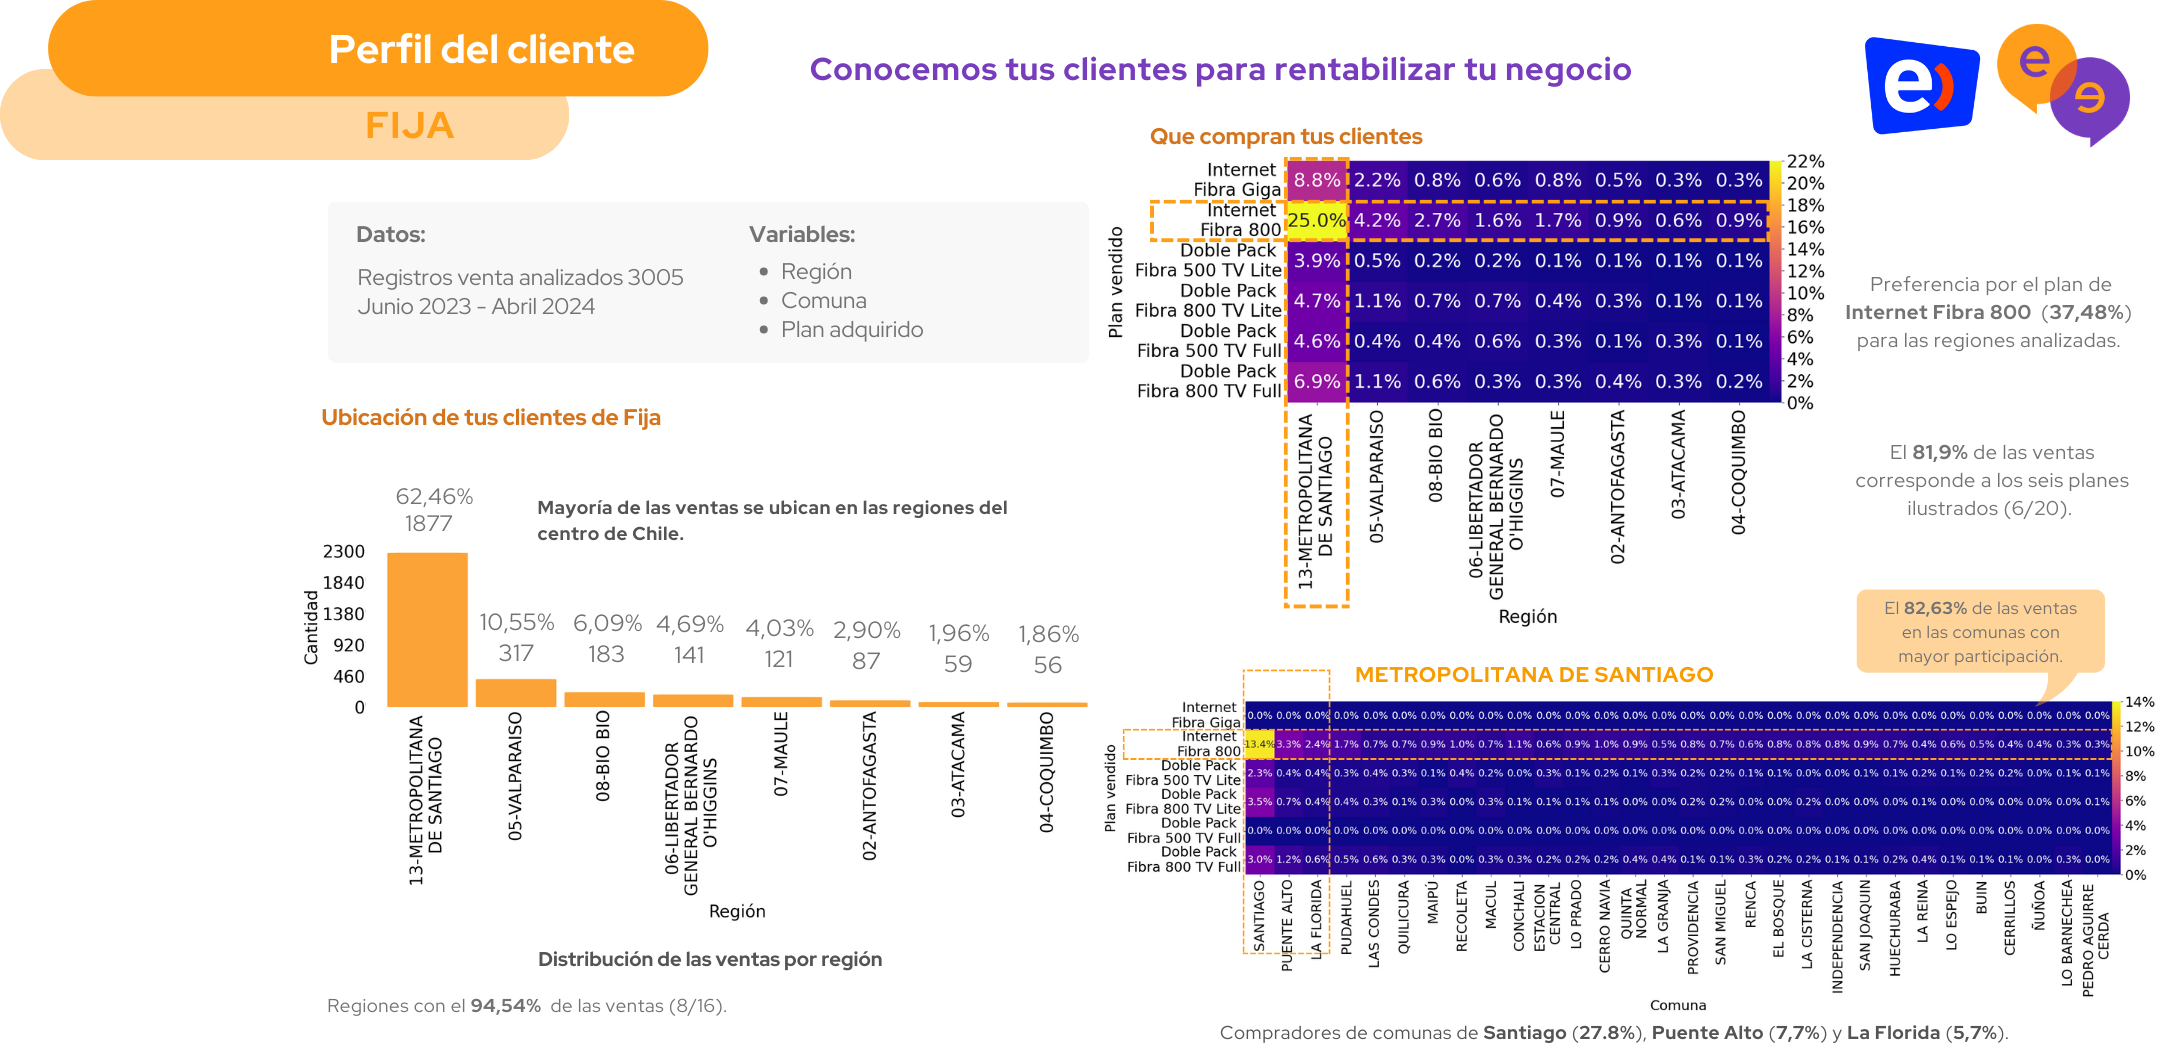 Perfil del cliente
FIJA
Conocemos tus clientes para rentabilizar tu negocio
e
e
e
Datos:
Registros venta analizados 3005
Junio 2023 - Abril 2024
Variables:
Región
Comuna
Plan adquirido
Ubicación de tus clientes de Fija
Mayoría de las ventas se ubican en las regiones del
centro de Chile.
62,46%
1877
10,55%
317
6,09%
183
4,69%
141
4,03%
121
2,90%
87
1,96%
59
1,86%
56
Cantidad
2300
1840
1380
920
460
0
13-METROPOLITANA
DE SANTIAGO
05-VALPARAISO
08-BIO BIO
06-LIBERTADOR
GENERAL BERNARDO
O'HIGGINS
07-MAULE
02-ANTOFAGASTA
03-ATACAMA
04-COQUIMBO
Región
Distribución de las ventas por región
Regiones con el 94,54% de las ventas (8/16).
Que compran tus clientes
Plan vendido
Internet
Fibra Giga
8.8% 2.2% 0.8% 0.6% 0.8% 0.5% 0.3% 0.3%
Internet
Fibra 800
25.0% 4.2% 2.7% 1.6% 1.7% 0.9% 0.6% 0.9%
Doble Pack
Fibra 500 TV Lite
3.9% 0.5% 0.2% 0.2% 0.1% 0.1% 0.1% 0.1%
Doble Pack
Fibra 800 TV Lite
4.7% 1.1% 0.7% 0.7% 0.4% 0.3% 0.1% 0.1%
Doble Pack
Fibra 500 TV Full
4.6% 0.4% 0.4% 0.6% 0.3% 0.1% 0.3% 0.1%
Doble Pack
Fibra 800 TV Full
6.9% 1.1% 0.6% 0.3% 0.3% 0.4% 0.3% 0.2%
22%
20%
18%
16%
14%
12%
10%
8%
6%
4%
2%
0%
13-METROPOLITANA
DE SANTIAGO
05-VALPARAISO
08-BIO BIO
06-LIBERTADOR
GENERAL BERNARDO
O'HIGGINS
07-MAULE
02-ANTOFAGASTA
03-ATACAMA
04-COQUIMBO
Región
Preferencia por el plan de
Internet Fibra 800 (37,48%)
para las regiones analizadas.
El 81,9% de las ventas
corresponde a los seis planes
ilustrados (6/20).
El 82,63% de las ventas
en las comunas con
mayor participación.
METROPOLITANA DE SANTIAGO
Plan vendido
Internet
Fibra Giga
0.0% 0.0% 0.0% 0.0% 0.0% 0.0% 0.0% 0.0% 0.0% 0.0% 0.0% 0.0% 0.0% 0.0% 0.0% 0.0% 0.0% 0.0% 0.0% 0.0% 0.0% 0.0% 0.0% 0.0% 0.0% 0.0% 0.0% 0.0% 0.0% 0.0%
Internet
Fibra 800
13.4% 3.3% 2.4% 1.7% 0.7% 0.7% 0.9% 1.0% 0.7% 1.1% 0.6% 0.9% 1.0% 0.9% 0.5% 0.8% 0.7% 0.6% 0.8% 0.8% 0.8% 0.9% 0.7% 0.4% 0.6% 0.5% 0.4% 0.4% 0.3% 0.3%
Doble Pack
Fibra 500 TV Lite
2.3% 0.4% 0.4% 0.3% 0.4% 0.3% 0.1% 0.4% 0.2% 0.0% 0.3% 0.1% 0.2% 0.1% 0.3% 0.2% 0.2% 0.1% 0.1% 0.0% 0.0% 0.1% 0.1% 0.2% 0.1% 0.2% 0.2% 0.0% 0.1% 0.1%
Doble Pack
Fibra 800 TV Lite
3.5% 0.7% 0.4% 0.4% 0.3% 0.1% 0.3% 0.0% 0.3% 0.1% 0.1% 0.1% 0.1% 0.0% 0.0% 0.2% 0.2% 0.0% 0.0% 0.2% 0.0% 0.0% 0.0% 0.1% 0.0% 0.0% 0.0% 0.0% 0.0% 0.1%
Doble Pack
Fibra 500 TV Full
0.0% 0.0% 0.0% 0.0% 0.0% 0.0% 0.0% 0.0% 0.0% 0.0% 0.0% 0.0% 0.0% 0.0% 0.0% 0.0% 0.0% 0.0% 0.0% 0.0% 0.0% 0.0% 0.0% 0.0% 0.0% 0.0% 0.0% 0.0% 0.0% 0.0%
Doble Pack
Fibra 800 TV Full
3.0% 1.2% 0.6% 0.5% 0.6% 0.3% 0.3% 0.0% 0.3% 0.3% 0.2% 0.2% 0.2% 0.4% 0.4% 0.1% 0.1% 0.3% 0.2% 0.2% 0.1% 0.1% 0.2% 0.4% 0.1% 0.1% 0.1% 0.0% 0.3% 0.0%
14%
12%
10%
8%
6%
4%
2%
0%
SANTIAGO
PUENTE ALTO
LA FLORIDA
PUDAHUEL
LAS CONDES
QUILICURA
MAIPÚ
RECOLETA
MACUL
CONCHALI
ESTACION
CENTRAL
LO PRADO
CERRO NAVIA
QUINTA
NORMAL
LA GRANJA
PROVIDENCIA
SAN MIGUEL
RENCA
EL BOSQUE
LA CISTERNA
INDEPENDENCIA
SAN JOAQUIN
HUECHURABA
LA REINA
LO ESPEJO
BUIN
CERRILLOS
ÑUÑOA
LO BARNECHEA
PEDRO AGUIRRE
CERDA
Comuna
Compradores de comunas de Santiago (27.8%), Puente Alto (7,7%) y La Florida (5,7%).